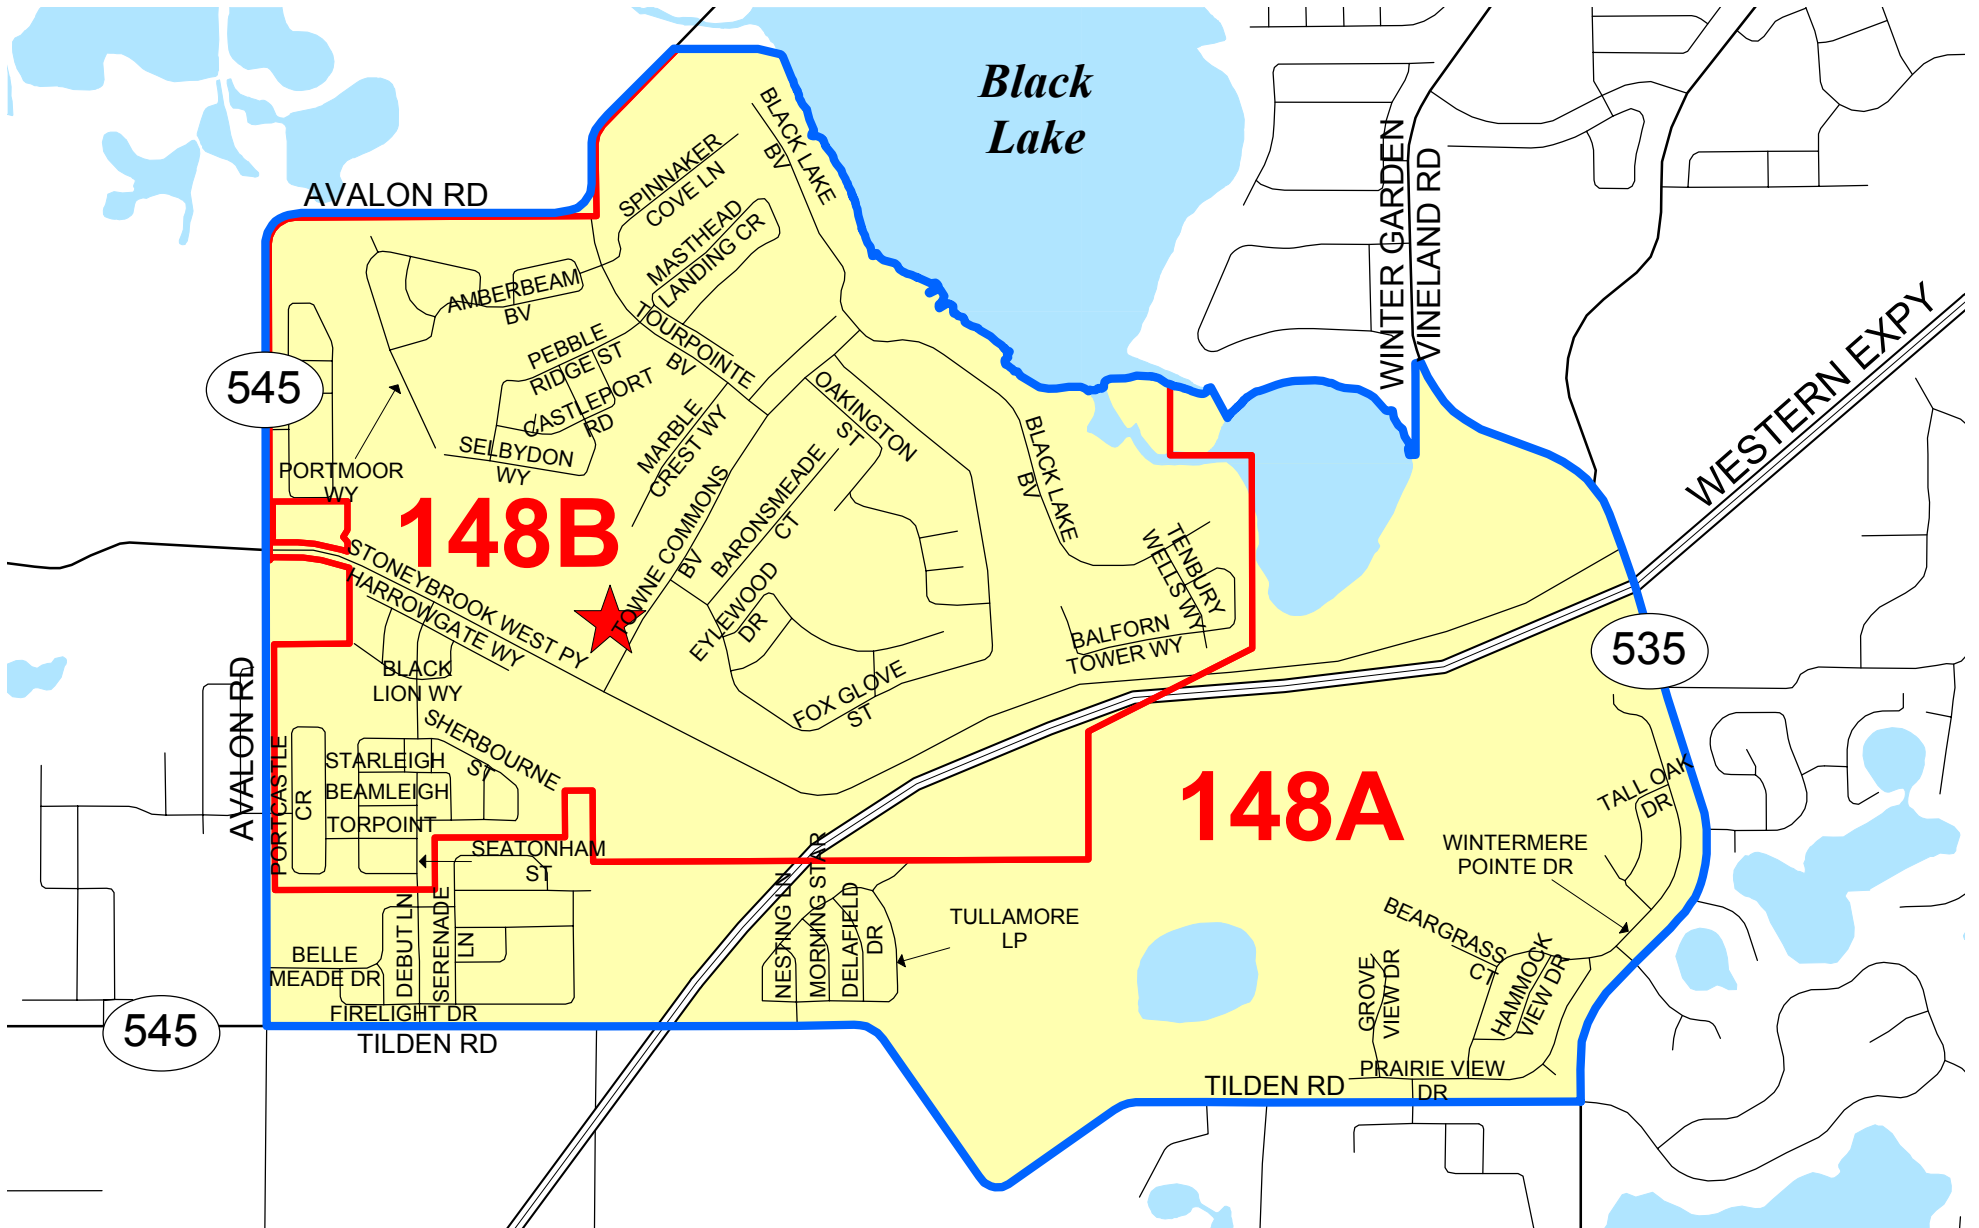 Black
Lake
AVALON RD
SPINNAKER
COVE LN
BLACK LAKE
BV
MASTHEAD
LANDING CR
AMBERBEAM
BV
TOURPOINTE
BV
PEBBLE
RIDGE ST
CASTLEPORT
RD
SELBYDON
WY
MARBLE
CREST WY
OAKINGTON
ST
WINTER GARDEN
VINELAND RD
WESTERN EXPY
545
PORTMOOR
WY
148B
STONEYBROOK WEST PY
HARROWGATE WY
TOWNE COMMONS
BV
BARONSMEADE
CT
EYLEWOOD
DR
BLACK LAKE
BV
TENBURY
WELLS WY
BALFORN
TOWER WY
FOX GLOVE
ST
535
BLACK
LION WY
AVALON RD
SHERBOURNE
ST
PORTCASTLE
CR
STARLEIGH
BEAMLEIGH
TORPOINT
SEATONHAM
ST
148A
TALL OAK
DR
WINTERMERE
POINTE DR
NESTING LN
MORNING STAR
DELAFIELD
DR
TULLAMORE
LP
BEARGRASS
CT
HAMMOCK
VIEW DR
GROVE
VIEW DR
BELLE
MEADE DR
DEBUT LN
SERENADE
LN
FIRELIGHT DR
545
TILDEN RD
TILDEN RD
PRAIRIE VIEW
DR